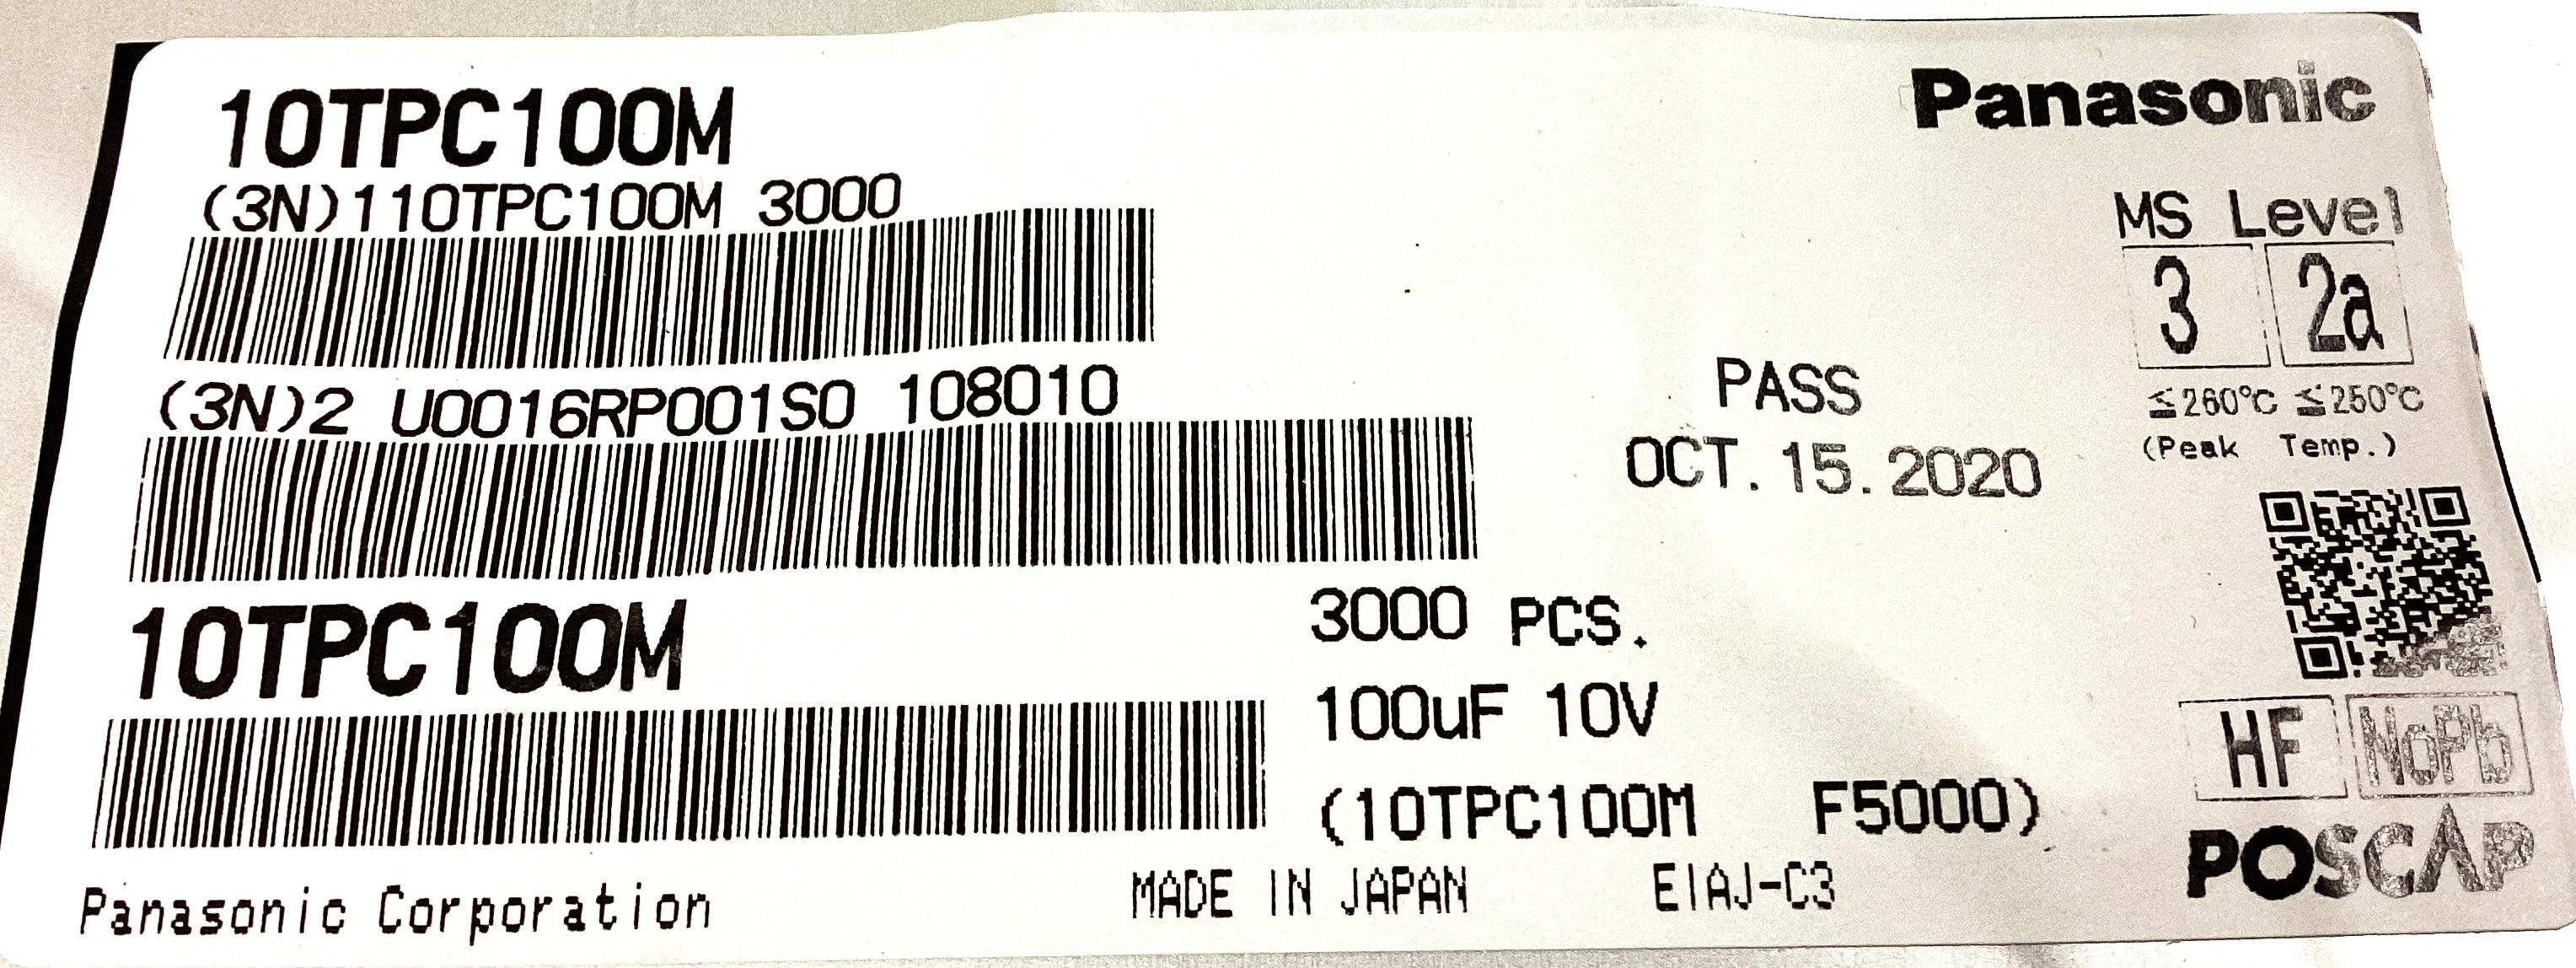 10TPC100M
Panasonic
(3N)110TPC100M 3000
MS Level
3 2a
≦260℃ ≦250℃
(Peak Temp.)
(3N)2 U0016RP001S0 108010
PASS
OCT.15.2020
10TPC100M
3000 PCS.
100uF 10V
HF NoPb
(10TPC100M F5000)
POSCAP
Panasonic Corporation
MADE IN JAPAN EIAJ-C3